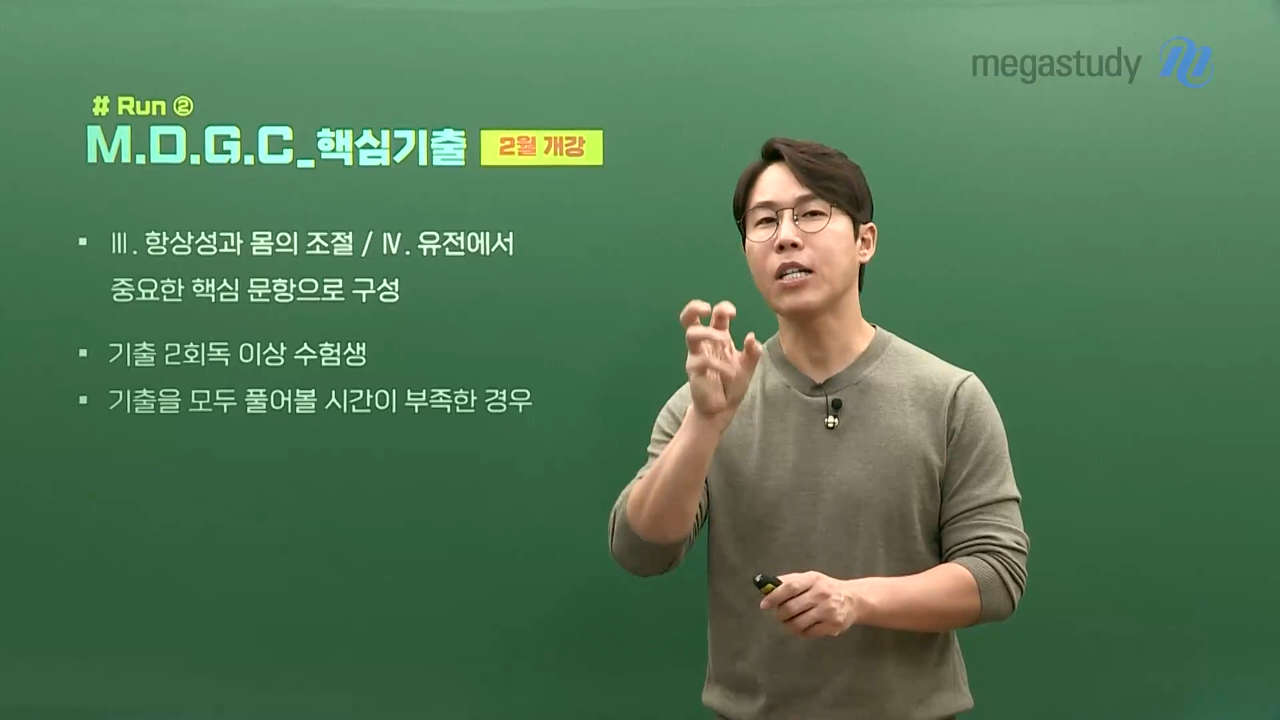 megastudy
# Run ②
M.D.G.C_핵심기출 2월 개강
▪ Ⅲ. 항상성과 몸의 조절 / Ⅳ. 유전에서
중요한 핵심 문항으로 구성
▪ 기출 2회독 이상 수험생
▪ 기출을 모두 풀어볼 시간이 부족한 경우